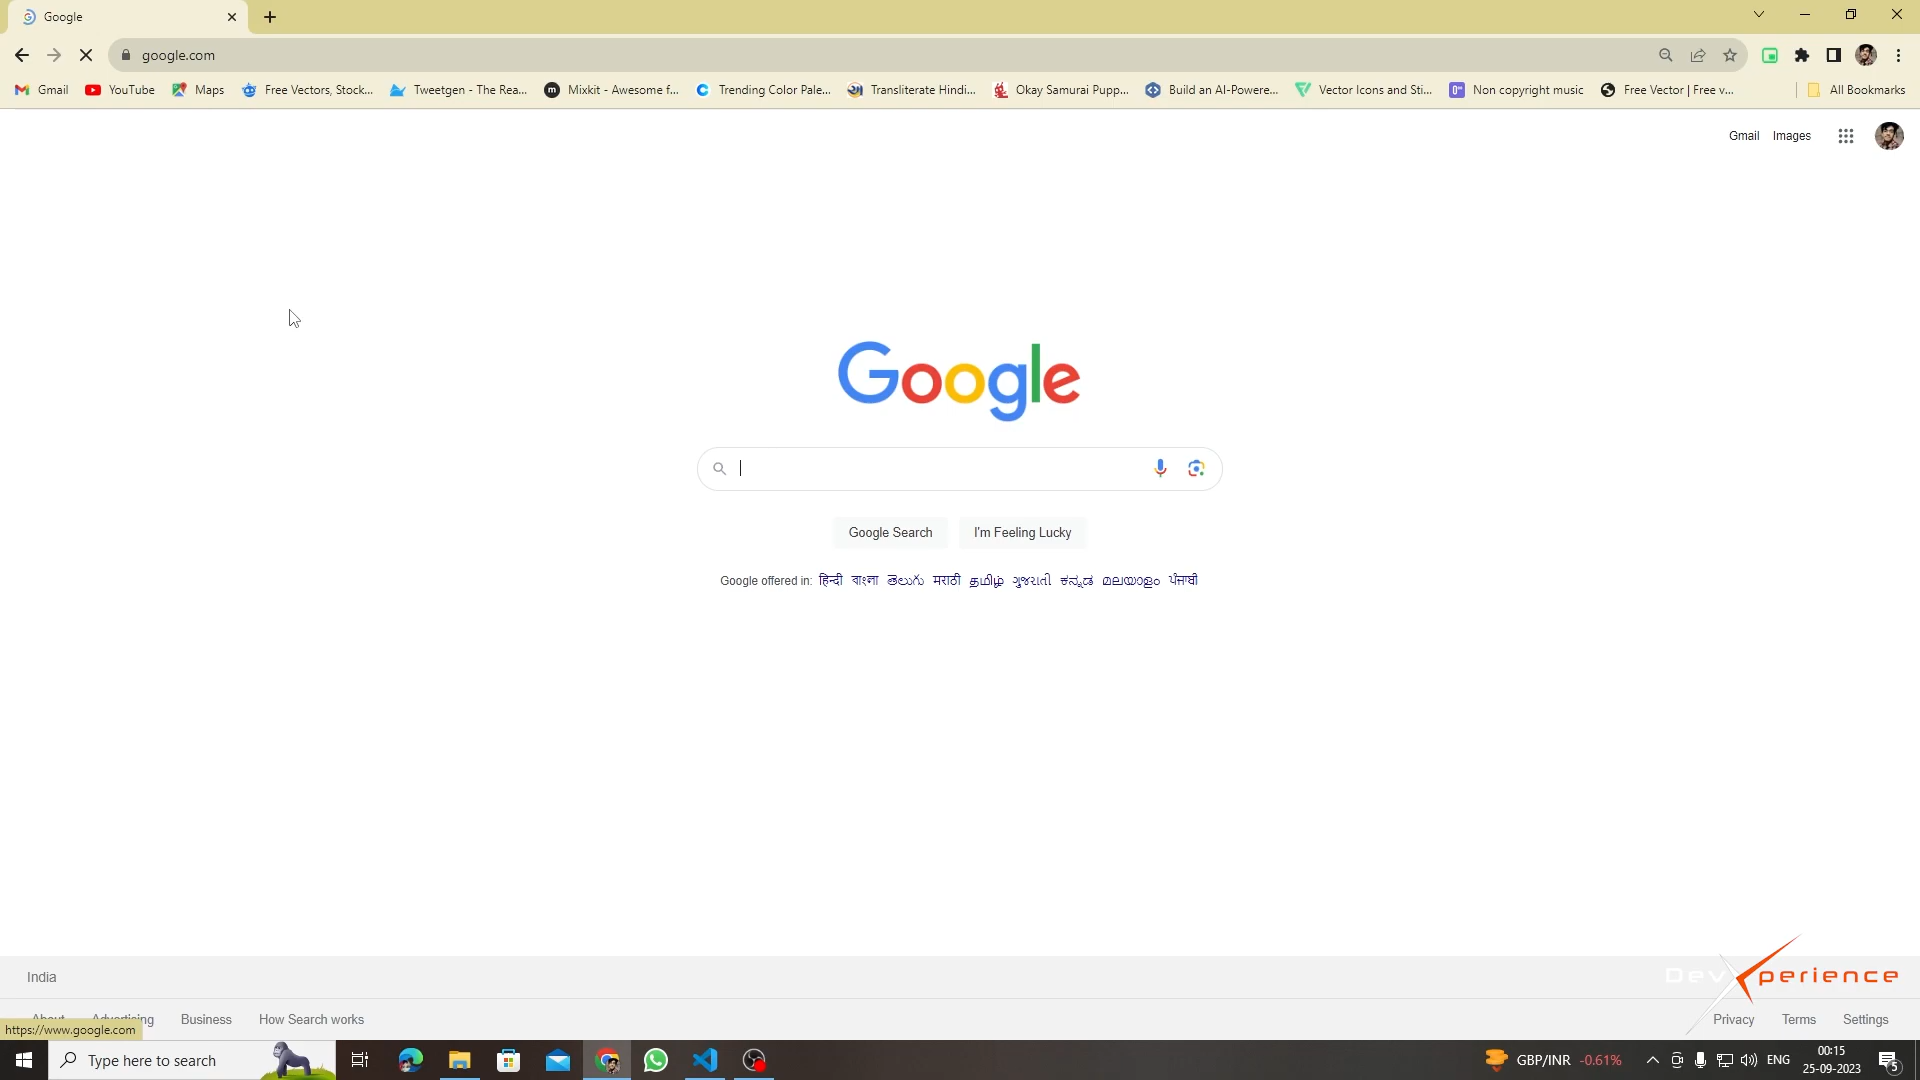 Google
google.com
Gmail YouTube Maps Free Vectors, Stock... Tweetgen - The Rea... Mixkit - Awesome f... Trending Color Pale... Transliterate Hindi... Okay Samurai Pupp... Build an AI-Powere... Vector Icons and Sti... Non copyright music Free Vector | Free v... All Bookmarks
Gmail Images
Google
Google Search I'm Feeling Lucky
Google offered in: हिन्दी বাংলা తెలుగు मराठी தமிழ் ગુજરાતી ಕನ್ನಡ മലയാളം ਪੰਜਾਬੀ
India
DevXperience
About Advertising Business How Search works Privacy Terms Settings
https://www.google.com
Type here to search GBP/INR -0.61% ENG 00:15
25-09-2023 5